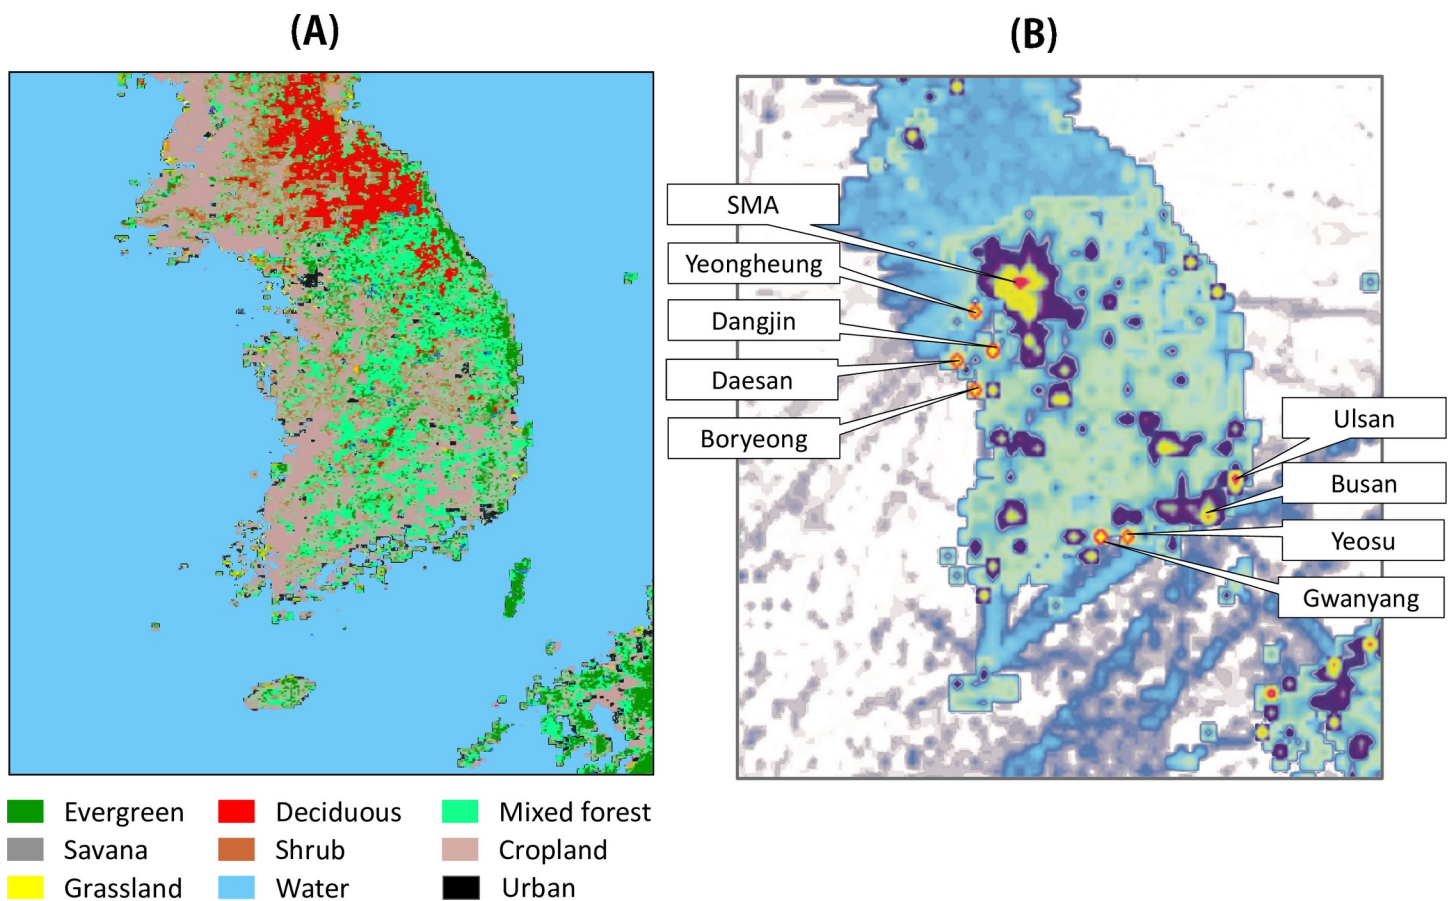 (A)
(B)
SMA
Yeongheung
Dangjin
Daesan
Boryeong
Ulsan
Busan
Yeosu
Gwanyang
Evergreen
Deciduous
Mixed forest
Savana
Shrub
Cropland
Grassland
Water
Urban